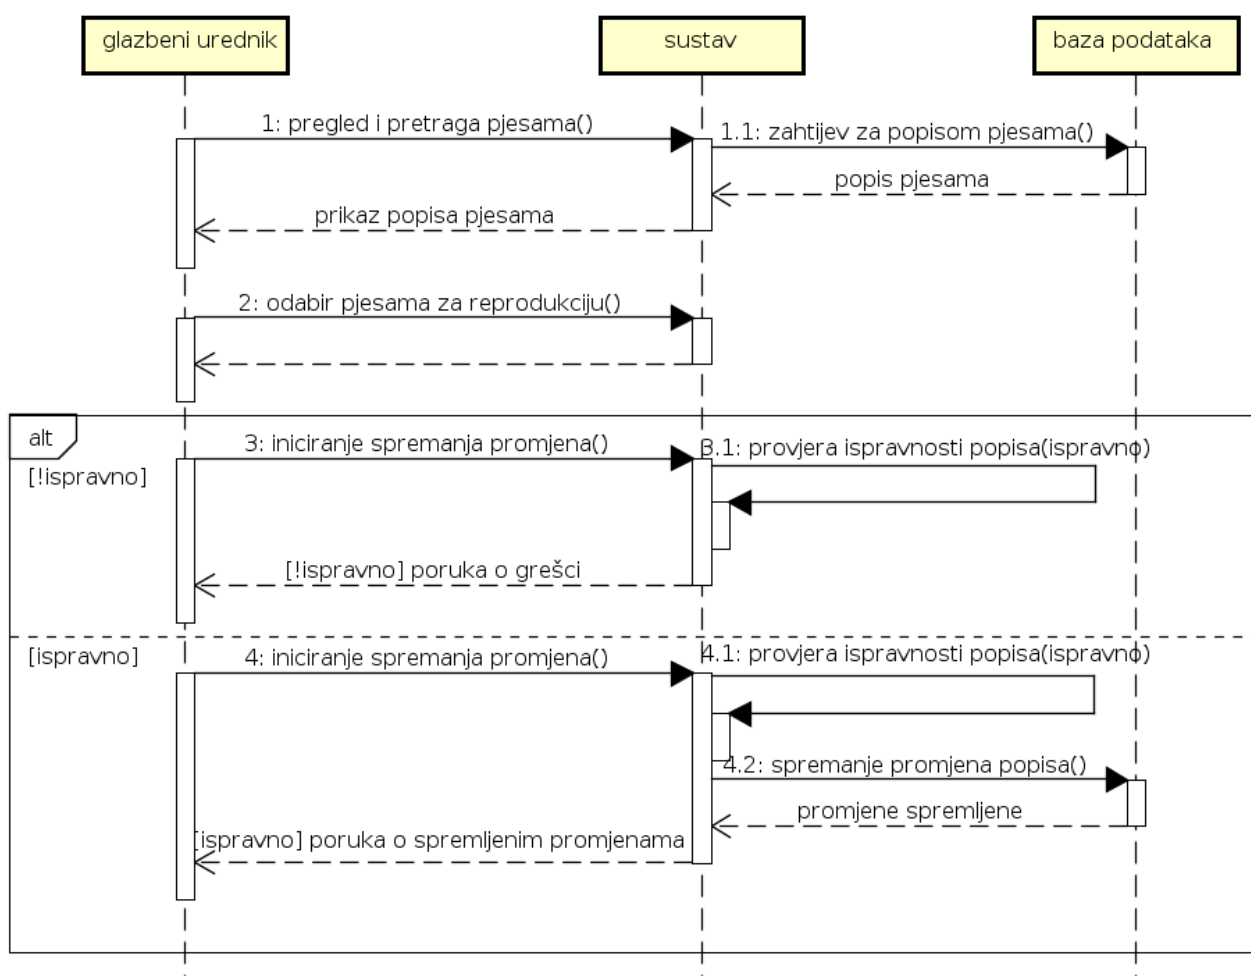 glazbeni urednik
sustav
baza podataka
1: pregled i pretraga pjesama()
1.1: zahtijev za popisom pjesama()
popis pjesama
prikaz popisa pjesama
2: odabir pjesama za reprodukciju()
alt
3: iniciranje spremanja promjena()
3.1: provjera ispravnosti popisa(ispravno)
[!ispravno]
[!ispravno] poruka o grešci
[ispravno]
4: iniciranje spremanja promjena()
4.1: provjera ispravnosti popisa(ispravno)
4.2: spremanje promjena popisa()
promjene spremljene
[ispravno] poruka o spremljenim promjenama